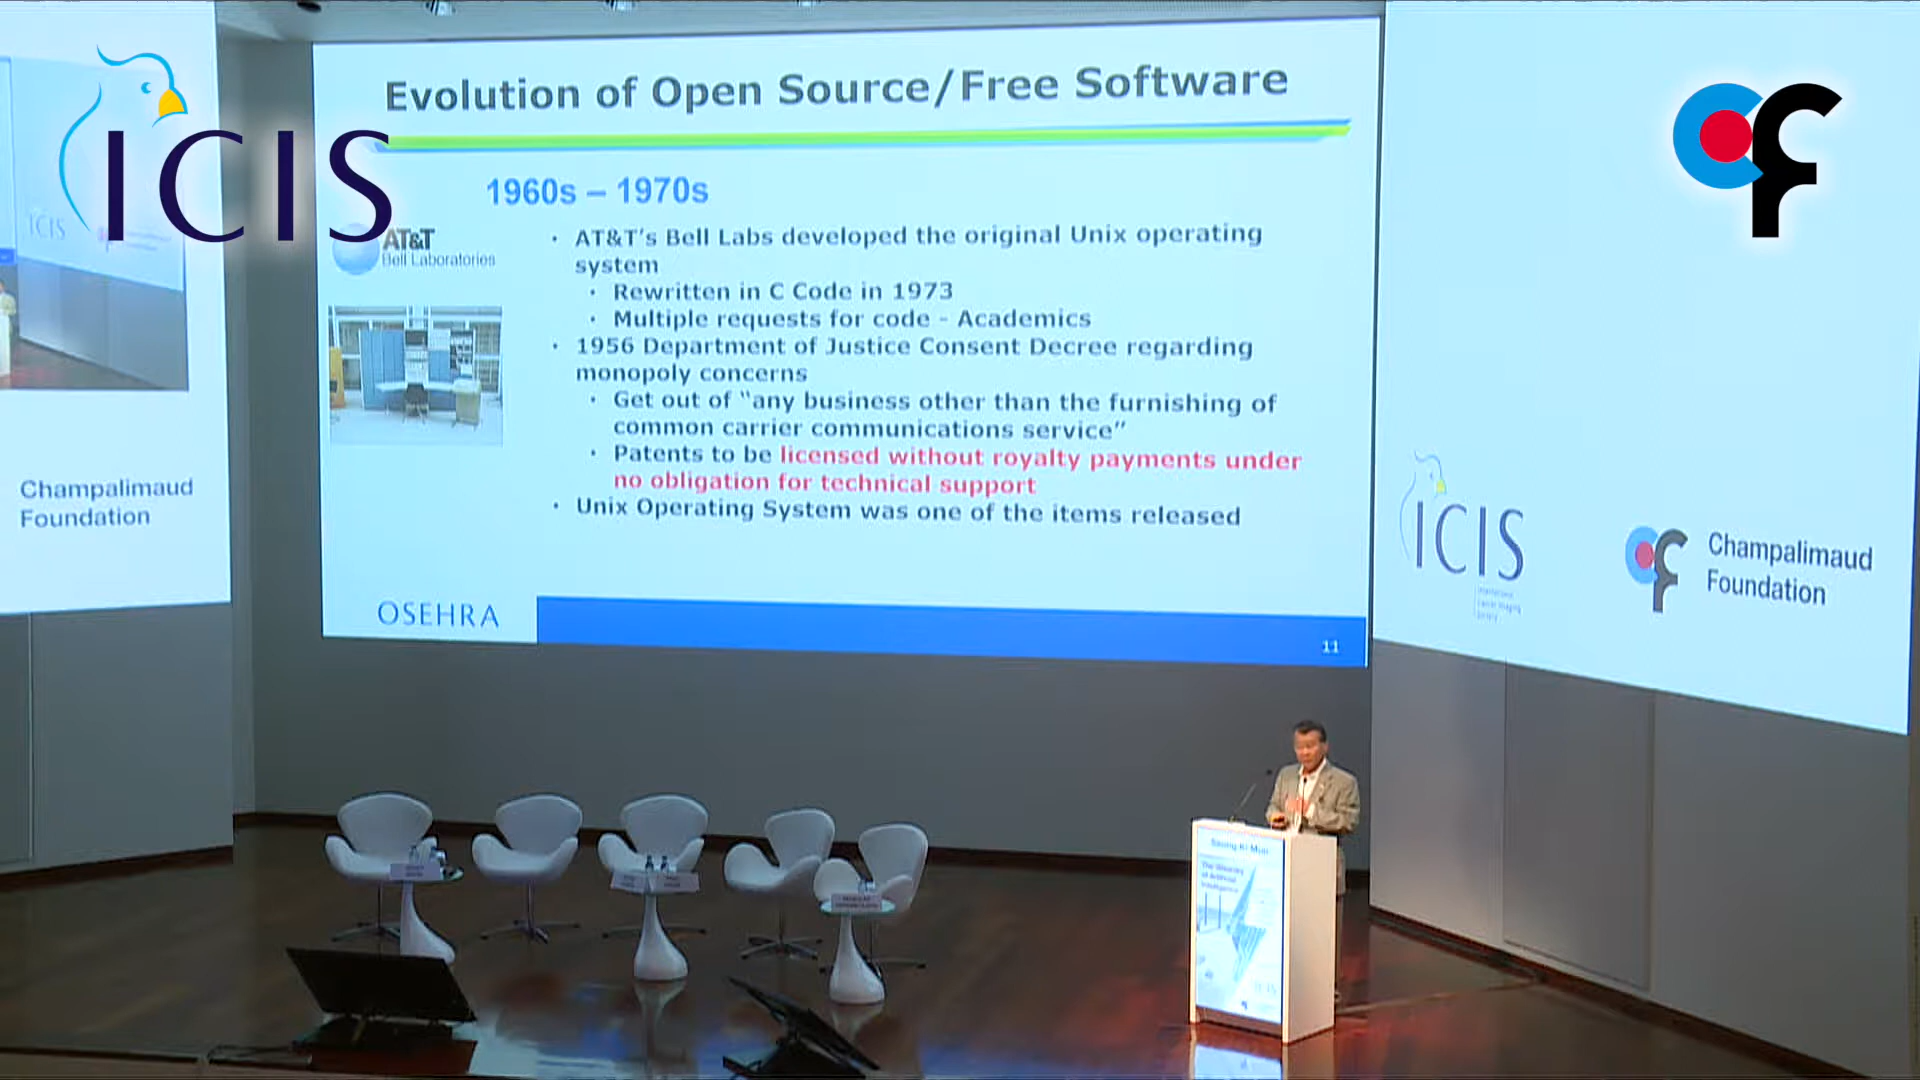 ICIS
Evolution of Open Source/Free Software
1960s – 1970s
AT&T
Bell Laboratories
· AT&T's Bell Labs developed the original Unix operating
system
· Rewritten in C Code in 1973
· Multiple requests for code - Academics
· 1956 Department of Justice Consent Decree regarding
monopoly concerns
· Get out of "any business other than the furnishing of
common carrier communications service"
· Patents to be licensed without royalty payments under
no obligation for technical support
· Unix Operating System was one of the items released
OSEHRA
11
ICIS
Champalimaud
Foundation
ICIS
Champalimaud
Foundation
Seong Ki Mun